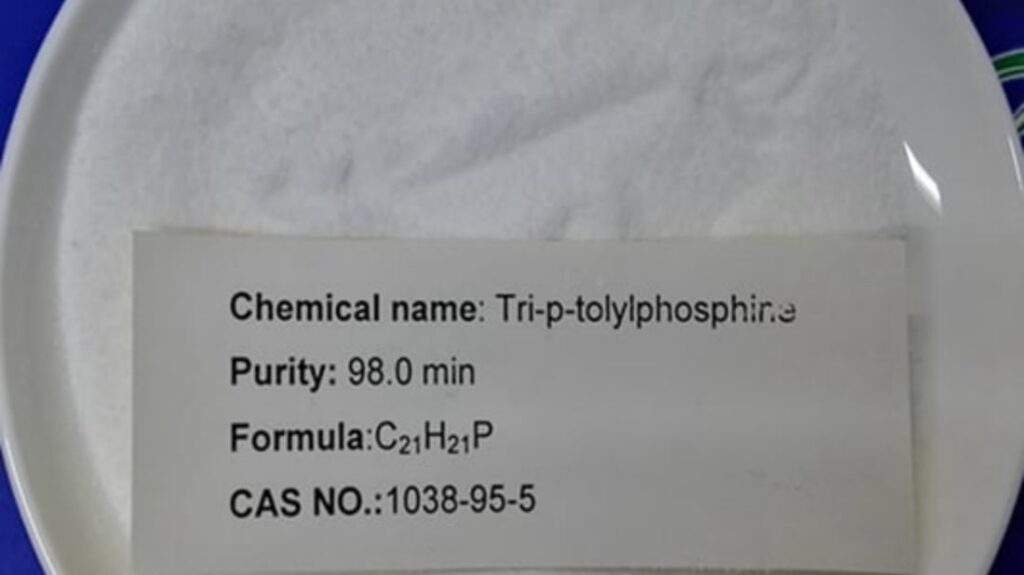 Chemical name: Tri-p-tolylphosphine
Purity: 98.0 min
Formula:C₂₁H₂₁P
CAS NO.:1038-95-5